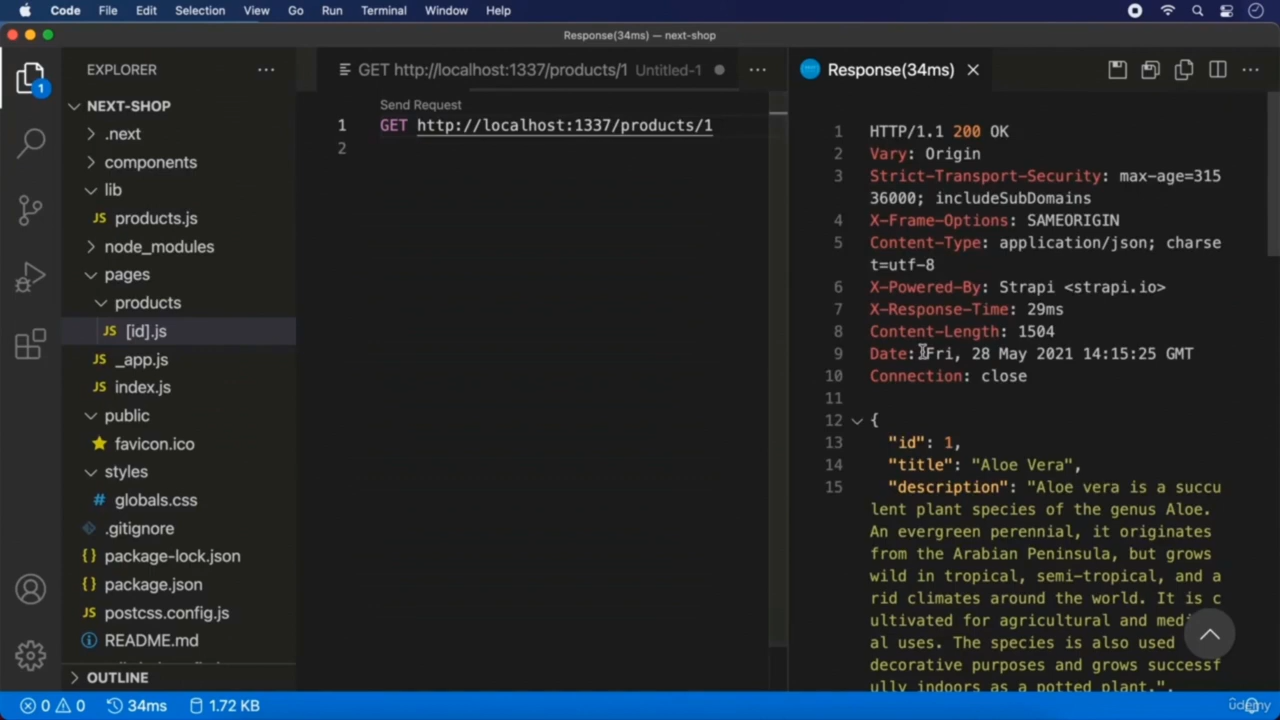 Code File Edit Selection View Go Run Terminal Window Help
Response(34ms) — next-shop
EXPLORER
1
NEXT-SHOP
.next
components
lib
JS products.js
node_modules
pages
products
JS [id].js
JS _app.js
JS index.js
public
favicon.ico
styles
# globals.css
.gitignore
{} package-lock.json
{} package.json
JS postcss.config.js
README.md
OUTLINE
GET http://localhost:1337/products/1 Untitled-1
Send Request
1 GET http://localhost:1337/products/1
2
Response(34ms)
1 HTTP/1.1 200 OK
2 Vary: Origin
3 Strict-Transport-Security: max-age=315
36000; includeSubDomains
4 X-Frame-Options: SAMEORIGIN
5 Content-Type: application/json; charse
t=utf-8
6 X-Powered-By: Strapi <strapi.io>
7 X-Response-Time: 29ms
8 Content-Length: 1504
9 Date: Fri, 28 May 2021 14:15:25 GMT
10 Connection: close
11
12 {
13 "id": 1,
14 "title": "Aloe Vera",
15 "description": "Aloe vera is a succu
lent plant species of the genus Aloe.
An evergreen perennial, it originates
from the Arabian Peninsula, but grows
wild in tropical, semi-tropical, and a
rid climates around the world. It is c
ultivated for agricultural and medi
al uses. The species is also used
decorative purposes and grows successf
ully indoors as a potted plant.",
0 0 34ms 1.72 KB
udemy